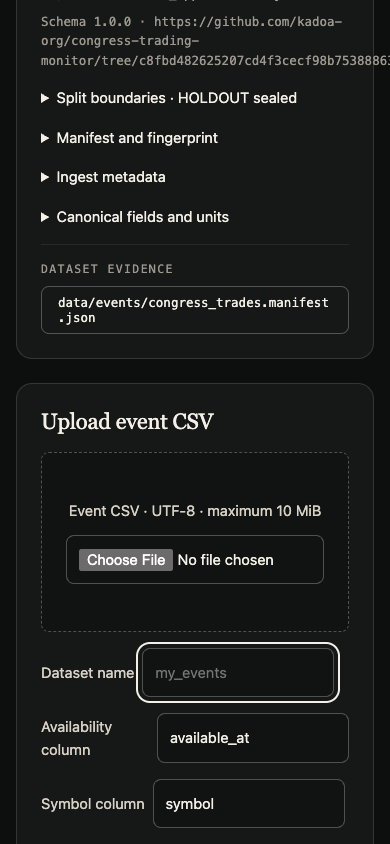 Schema 1.0.0 · https://github.com/kadoa-
org/congress-trading-
monitor/tree/c8fbd482625207cd4f3cecf98b7538886
Split boundaries · HOLDOUT sealed
Manifest and fingerprint
Ingest metadata
Canonical fields and units
DATASET EVIDENCE
data/events/congress_trades.manifest
.json
Upload event CSV
Event CSV · UTF-8 · maximum 10 MiB
Choose File No file chosen
Dataset name my_events
Availability
column
available_at
Symbol column symbol